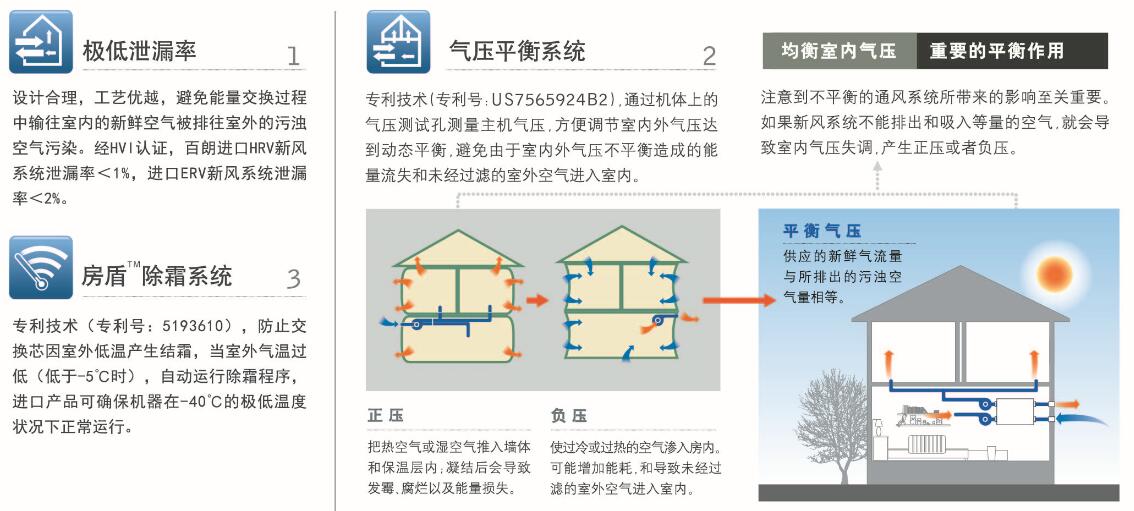 极低泄漏率 1
设计合理，工艺优越，避免能量交换过程
中输往室内的新鲜空气被排往室外的污浊
空气污染。经HVI认证，百朗进口HRV新风
系统泄漏率＜1%，进口ERV新风系统泄漏
率＜2%。
房盾™除霜系统 3
专利技术（专利号：5193610），防止交
换芯因室外低温产生结霜，当室外气温过
低（低于-5℃时），自动运行除霜程序，
进口产品可确保机器在-40℃的极低温度
状况下正常运行。
气压平衡系统 2
专利技术(专利号:US7565924B2),通过机体上的
气压测试孔测量主机气压,方便调节室内外气压达
到动态平衡,避免由于室内外气压不平衡造成的能
量流失和未经过滤的室外空气进入室内。
均衡室内气压 重要的平衡作用
注意到不平衡的通风系统所带来的影响至关重要。
如果新风系统不能排出和吸入等量的空气,就会导
致室内气压失调,产生正压或者负压。
正压
把热空气或湿空气推入墙体
和保温层内;凝结后会导致
发霉、腐烂以及能量损失。
负压
使过冷或过热的空气渗入房内。
可能增加能耗,和导致未经过
滤的室外空气进入室内。
平衡气压
供应的新鲜气流量
与所排出的污浊空
气量相等。